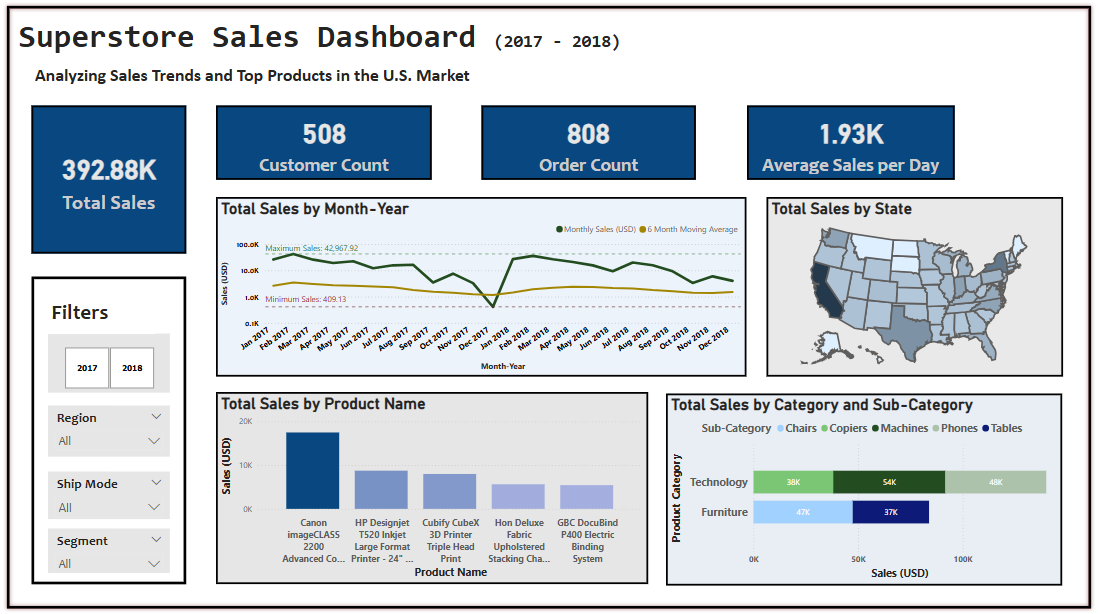 Superstore Sales Dashboard (2017 - 2018)
Analyzing Sales Trends and Top Products in the U.S. Market
392.88K
Total Sales
508
Customer Count
808
Order Count
1.93K
Average Sales per Day
Filters
2017
2018
Region
All
Ship Mode
All
Segment
All
Total Sales by Month-Year
Monthly Sales (USD)
6 Month Moving Average
Sales (USD)
100.0K
10.0K
1.0K
0.1K
Maximum Sales: 42,967.92
Minimum Sales: 409.13
Jan 2017
Feb 2017
Mar 2017
Apr 2017
May 2017
Jun 2017
Jul 2017
Aug 2017
Sep 2017
Oct 2017
Nov 2017
Dec 2017
Jan 2018
Feb 2018
Mar 2018
Apr 2018
May 2018
Jun 2018
Jul 2018
Aug 2018
Sep 2018
Oct 2018
Nov 2018
Dec 2018
Month-Year
Total Sales by State
Total Sales by Product Name
Sales (USD)
20K
10K
0K
Canon
imageCLASS
2200
Advanced Co...
HP Designjet
T520 Inkjet
Large Format
Printer - 24" ...
Cubify CubeX
3D Printer
Triple Head
Print
Hon Deluxe
Fabric
Upholstered
Stacking Cha...
GBC DocuBind
P400 Electric
Binding
System
Product Name
Total Sales by Category and Sub-Category
Sub-Category Chairs Copiers Machines Phones Tables
Product Category
Technology
38K
54K
48K
Furniture
47K
37K
0K
50K
100K
Sales (USD)